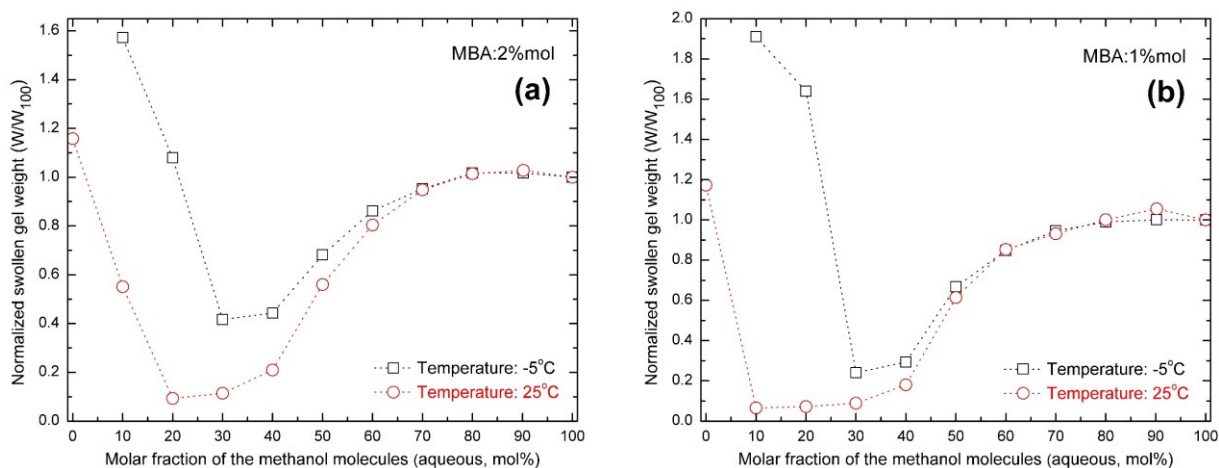 Normalized swollen gel weight (W/W100)
1.6
1.4
1.2
1.0
0.8
0.6
0.4
0.2
0.0
MBA:2%mol
(a)
Temperature: -5°C
Temperature: 25°C
0 10 20 30 40 50 60 70 80 90 100
Molar fraction of the methanol molecules (aqueous, mol%)
Normalized swollen gel weight (W/W100)
2.0
1.8
1.6
1.4
1.2
1.0
0.8
0.6
0.4
0.2
0.0
MBA:1%mol
(b)
Temperature: -5°C
Temperature: 25°C
0 10 20 30 40 50 60 70 80 90 100
Molar fraction of the methanol molecules (aqueous, mol%)